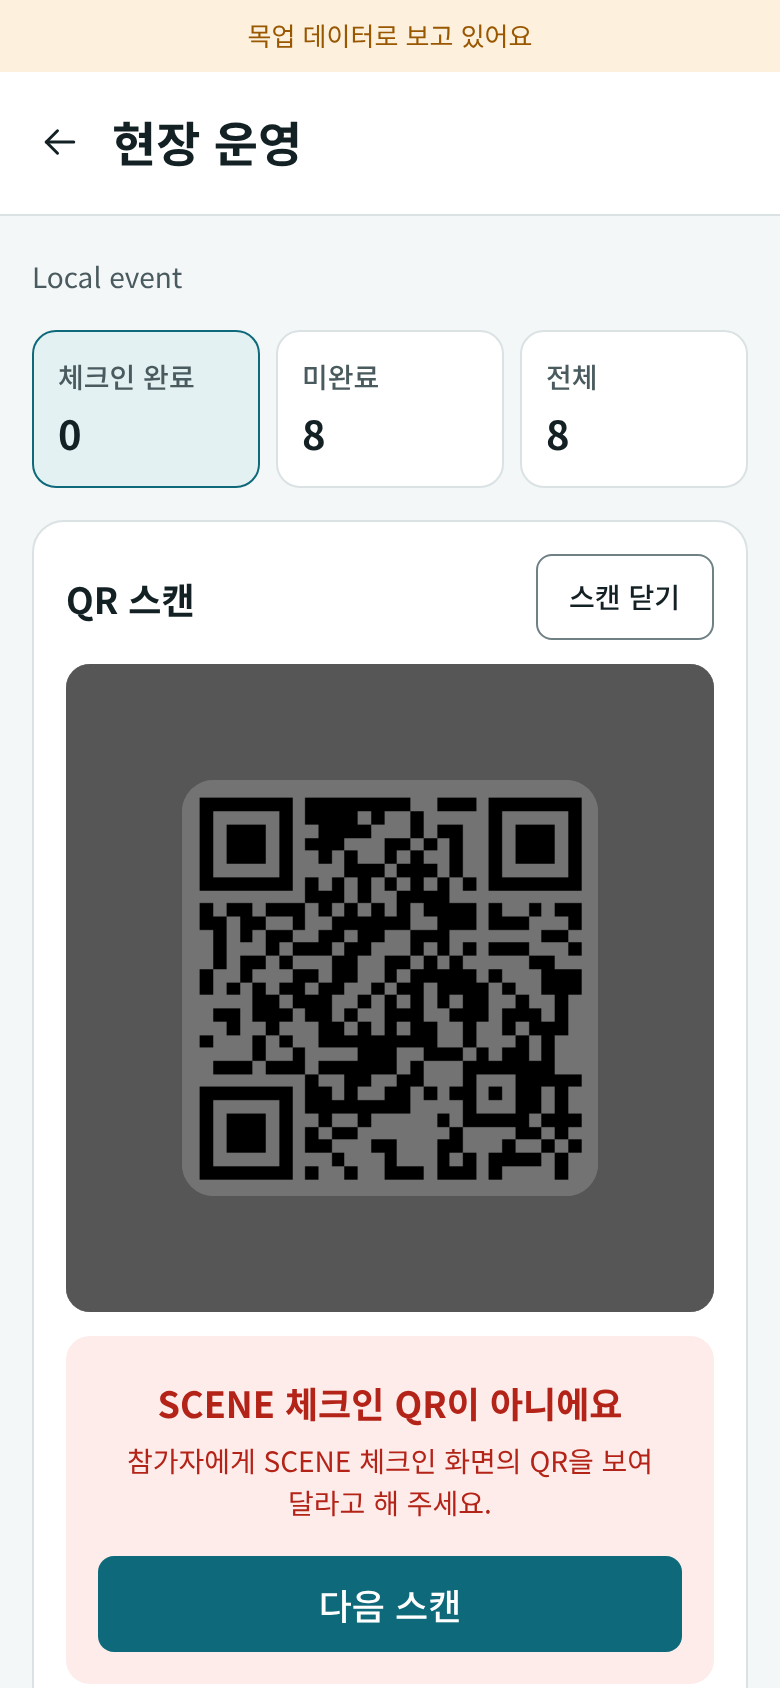 목업 데이터로 보고 있어요
현장 운영
Local event
체크인 완료
0
미완료
8
전체
8
QR 스캔
스캔 닫기
SCENE 체크인 QR이 아니에요
참가자에게 SCENE 체크인 화면의 QR을 보여
달라고 해 주세요.
다음 스캔